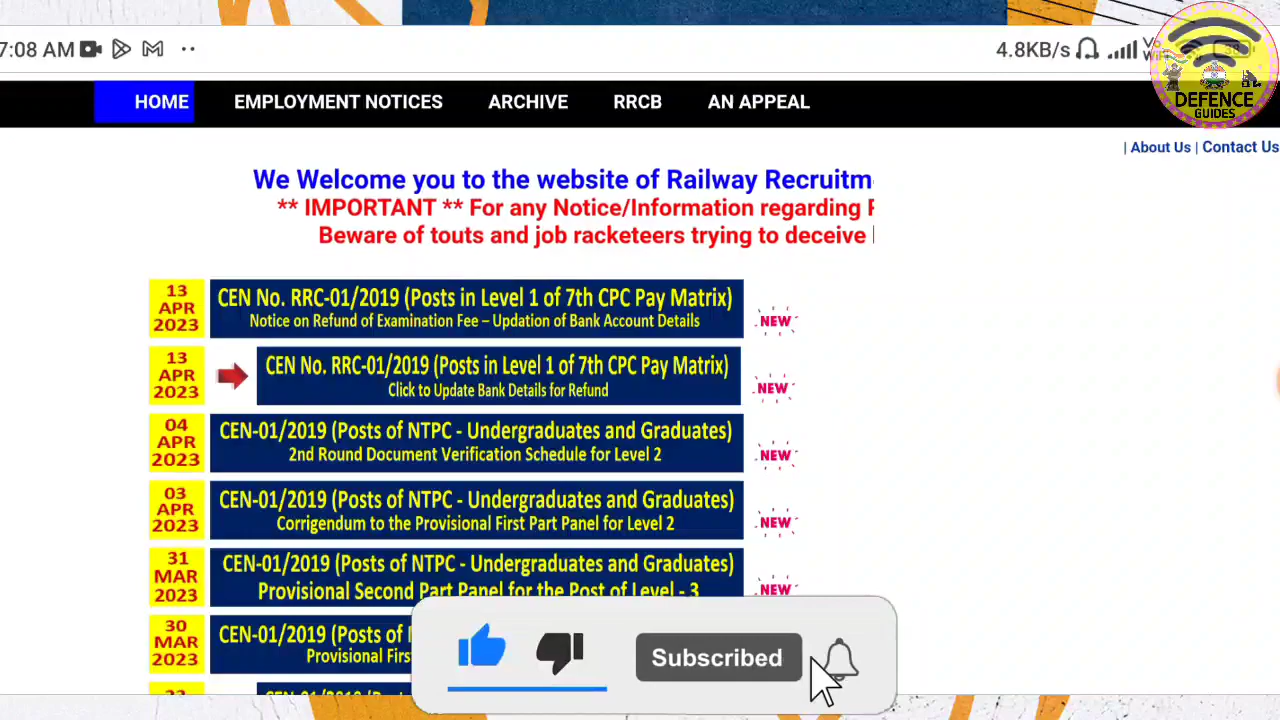 7:08 AM
4.8KB/s
38
DEFENCE
GUIDES
HOME EMPLOYMENT NOTICES ARCHIVE RRCB AN APPEAL
| About Us | Contact Us
We Welcome you to the website of Railway
** IMPORTANT ** For any Notice/Information regarding
Beware of touts and job racketeers trying to deceive
13 APR 2023
CEN No. RRC-01/2019 (Posts in Level 1 of 7th CPC Pay Matrix)
Notice on Refund of Examination Fee – Updation of Bank Account Details
NEW
13 APR 2023
CEN No. RRC-01/2019 (Posts in Level 1 of 7th CPC Pay Matrix)
Click to Update Bank Details for Refund
NEW
04 APR 2023
CEN-01/2019 (Posts of NTPC - Undergraduates and Graduates)
2nd Round Document Verification Schedule for Level 2
NEW
03 APR 2023
CEN-01/2019 (Posts of NTPC - Undergraduates and Graduates)
Corrigendum to the Provisional First Part Panel for Level 2
NEW
31 MAR 2023
CEN-01/2019 (Posts of NTPC - Undergraduates and Graduates)
Provisional Second Part Panel for the Post of Level - 3
NEW
30 MAR 2023
CEN-01/2019 (Posts of
Provisional
Subscribed